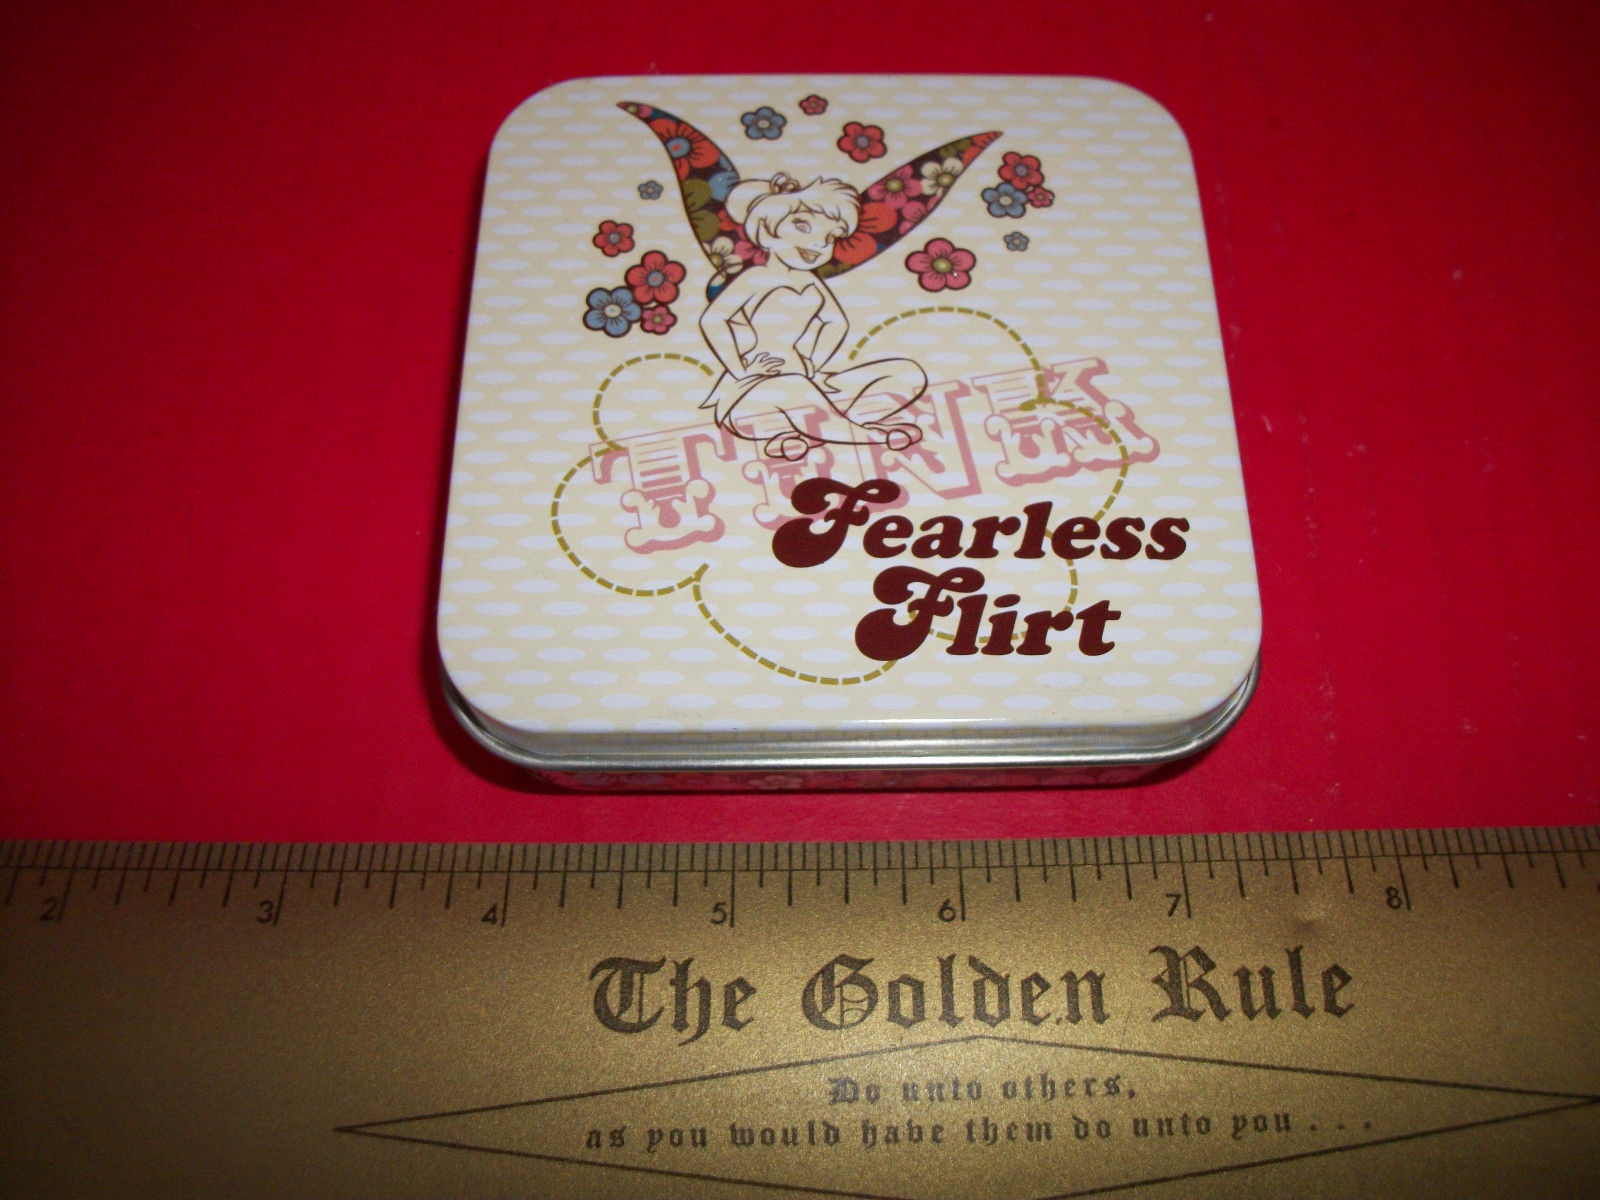 TINK
Fearless
Flirt
2 3 4 5 6 7 8
The Golden Rule
Do unto others,
as you would have them do unto you . . .